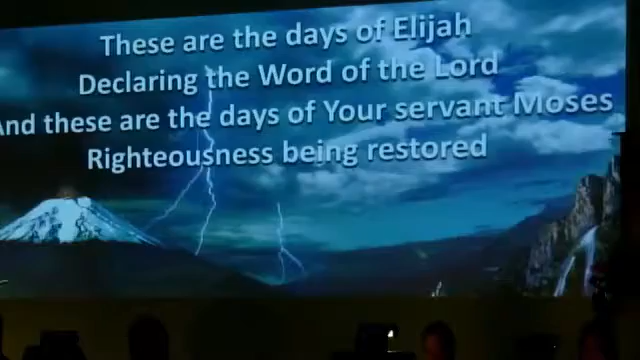 These are the days of Elijah
Declaring the Word of the Lord
And these are the days of Your servant Moses
Righteousness being restored